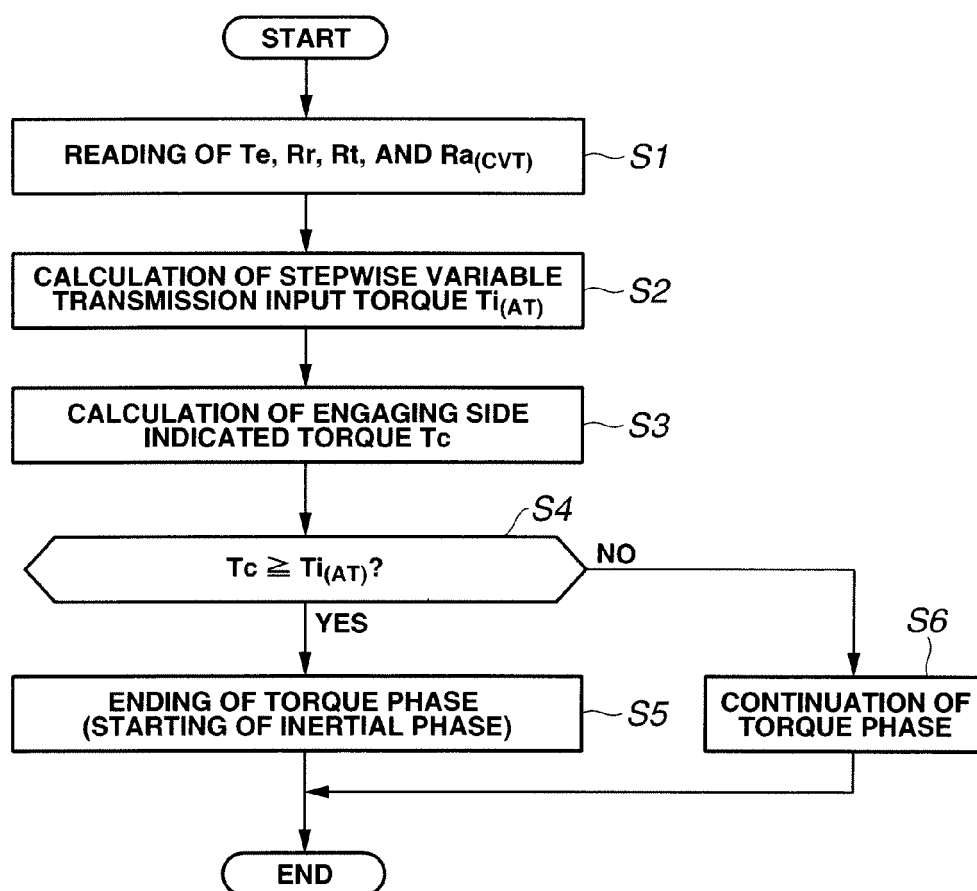 START
READING OF Te, Rr, Rt, AND Ra(CVT)
S1
CALCULATION OF STEPWISE VARIABLE
TRANSMISSION INPUT TORQUE Ti(AT)
S2
CALCULATION OF ENGAGING SIDE
INDICATED TORQUE Tc
S3
S4
Tc ≧ Ti(AT)?
NO
YES
S6
ENDING OF TORQUE PHASE
(STARTING OF INERTIAL PHASE)
S5
CONTINUATION OF
TORQUE PHASE
END